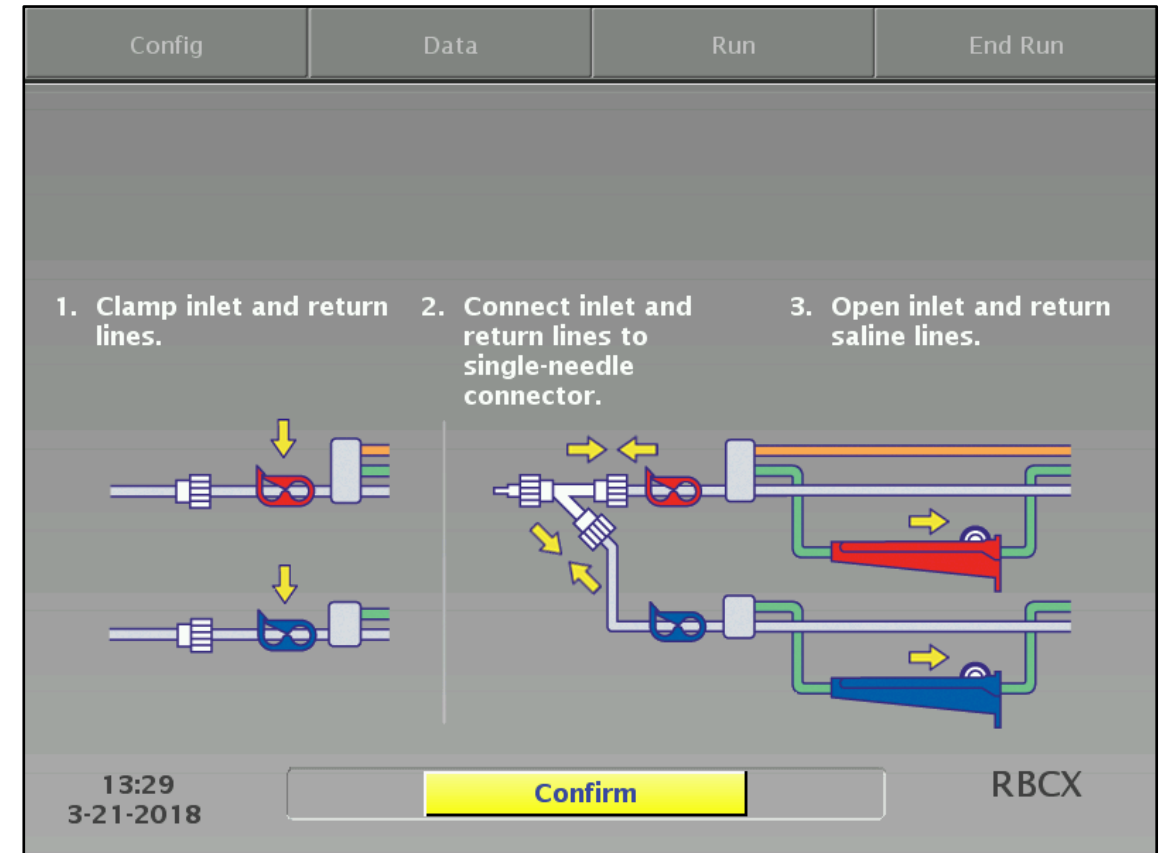 Config Data Run End Run
1. Clamp inlet and return
lines.
2. Connect inlet and
return lines to
single-needle
connector.
3. Open inlet and return
saline lines.
13:29
3-21-2018
Confirm
RBCX